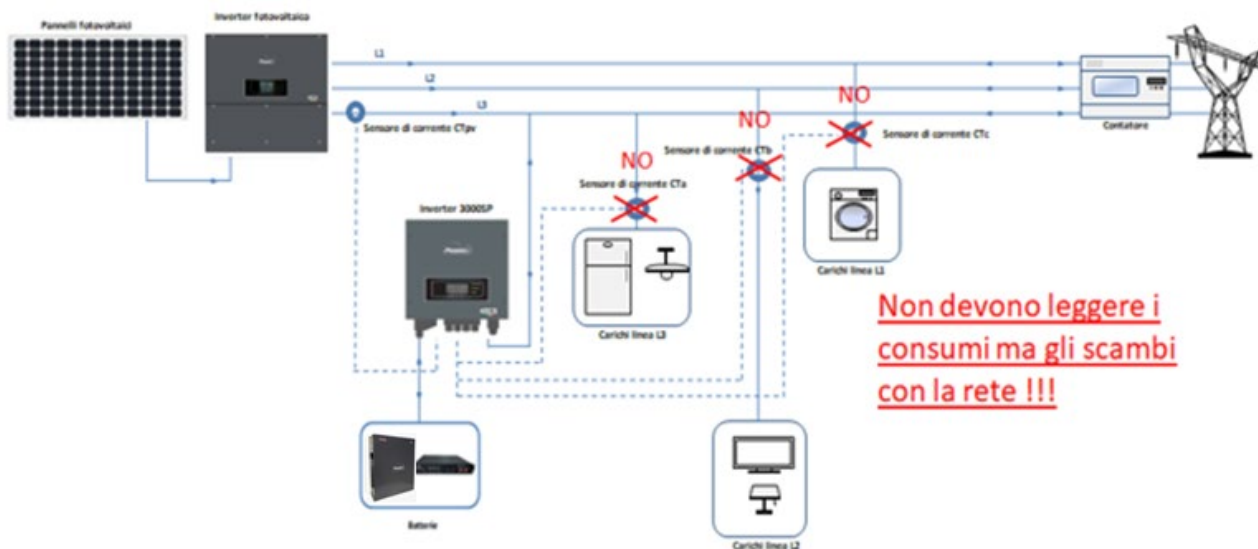 Pannelli fotovoltaici
Inverter fotovoltaico
L1
L2
L3
Sensore di corrente CTpv
NO
Sensore di corrente CTa
NO
Sensore di corrente CTb
NO
Sensore di corrente CTc
Contatore
Inverter 3000SP
Carichi linea L3
Carichi linea L1
Non devono leggere i
consumi ma gli scambi
con la rete !!!
Batterie
Carichi linea L2